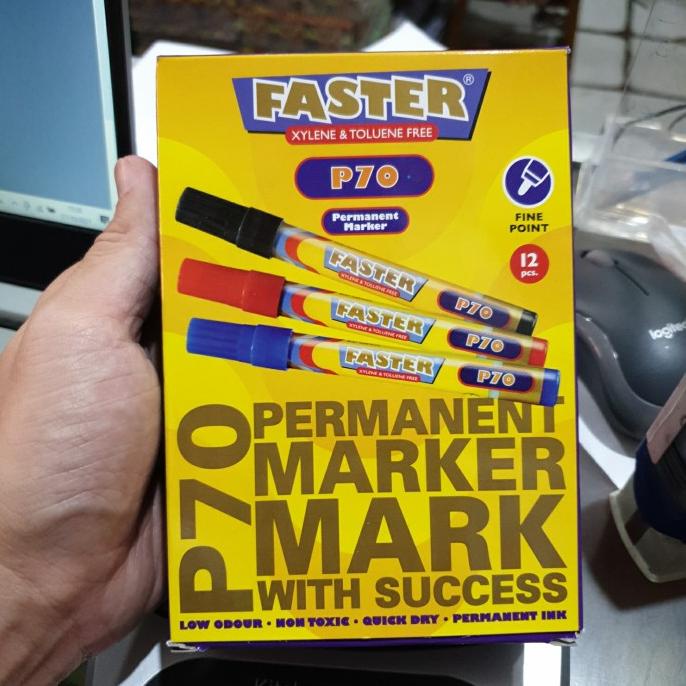 FASTER®
XYLENE & TOLUENE FREE
P70
Permanent
Marker
FINE
POINT
12
pcs.
FASTER
XYLENE & TOLUENE FREE
P70
FASTER
XYLENE & TOLUENE FREE
P70
FASTER
XYLENE & TOLUENE FREE
P70
P70
PERMANENT
MARKER
MARK
WITH SUCCESS
LOW ODOUR • NON TOXIC • QUICK DRY • PERMANENT INK
logitech